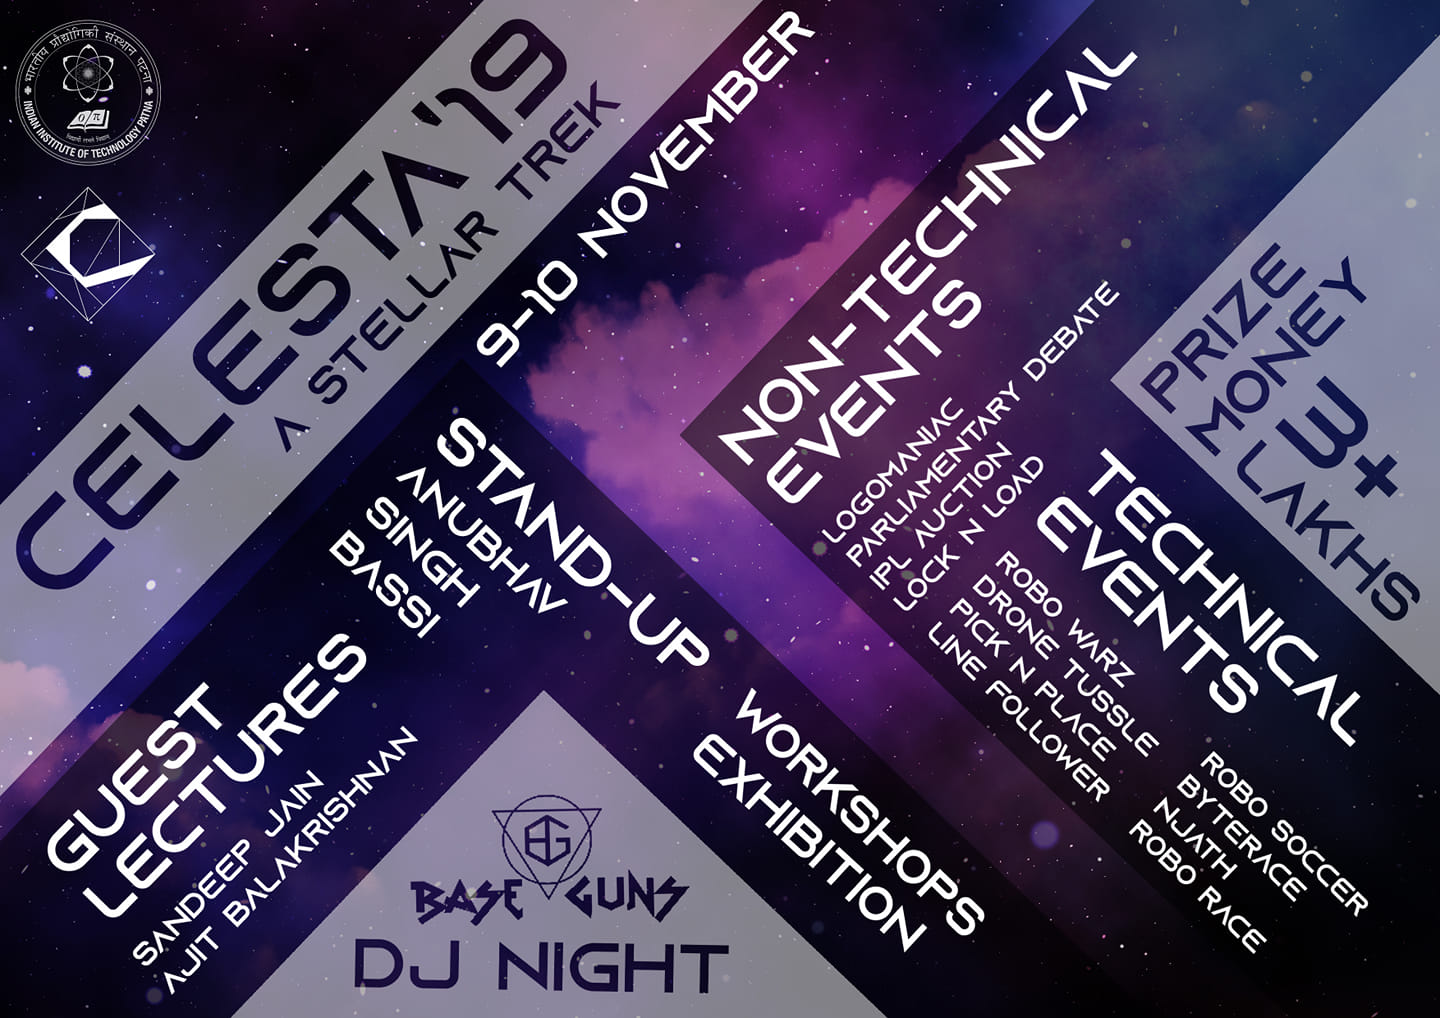 भारतीय प्रौद्योगिकी संस्थान पटना
INDIAN INSTITUTE OF TECHNOLOGY PATNA
CELESTA '19
A STELLAR TREK
9-10 NOVEMBER
NON-TECHNICAL
EVENTS
LOGOMANIAC
PARLIAMENTARY DEBATE
IPL AUCTION
LOCK N LOAD
PRIZE
MONEY
3+
LAKHS
TECHNICAL
EVENTS
ROBO WARZ
DRONE TUSSLE
PICK N PLACE
LINE FOLLOWER
ROBO SOCCER
BYTERACE
NJATH
ROBO RACE
STAND-UP
ANUBHAV
SINGH
BASSI
GUEST
LECTURES
SANDEEP JAIN
AJIT BALAKRISHNAN
WORKSHOPS
EXHIBITION
BG
BASE GUNS
DJ NIGHT